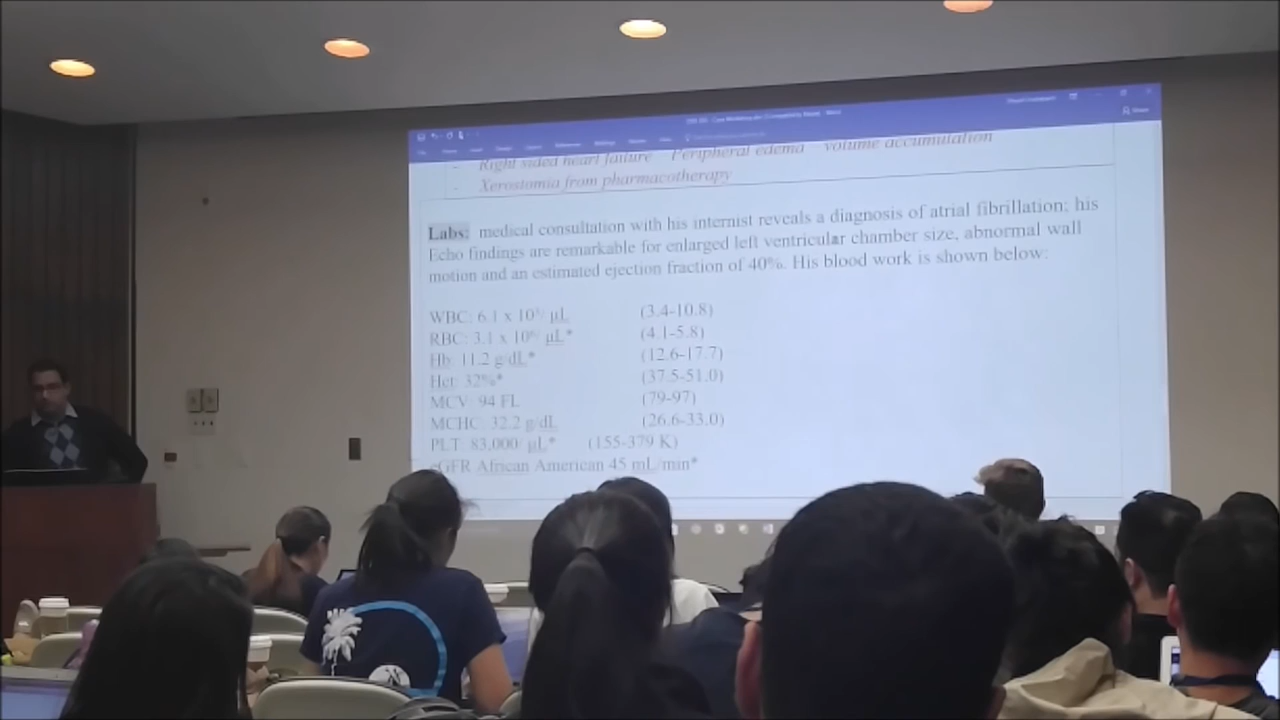 - Right sided heart failure Peripheral edema volume accumulation
- Xerostomia from pharmacotherapy
Labs: medical consultation with his internist reveals a diagnosis of atrial fibrillation; his
Echo findings are remarkable for enlarged left ventricular chamber size, abnormal wall
motion and an estimated ejection fraction of 40%. His blood work is shown below:
WBC: 6.1 x 10³/ μL (3.4-10.8)
RBC: 3.1 x 10⁶/ μL* (4.1-5.8)
Hb: 11.2 g/dL* (12.6-17.7)
Hct: 32%* (37.5-51.0)
MCV: 94 FL (79-97)
MCHC: 32.2 g/dL (26.6-33.0)
PLT: 83,000/ μL* (155-379 K)
eGFR African American 45 mL/min*